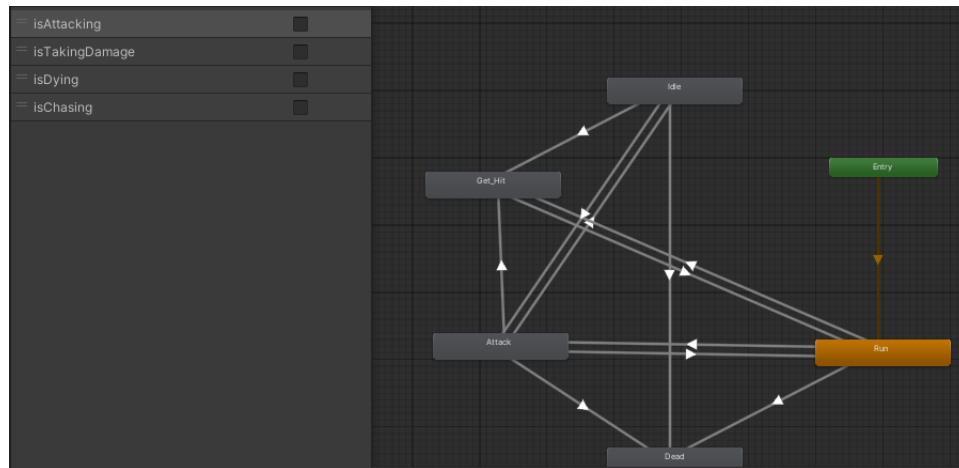 isAttacking
isTakingDamage
isDying
isChasing
Idle
Entry
Get_Hit
Attack
Run
Dead